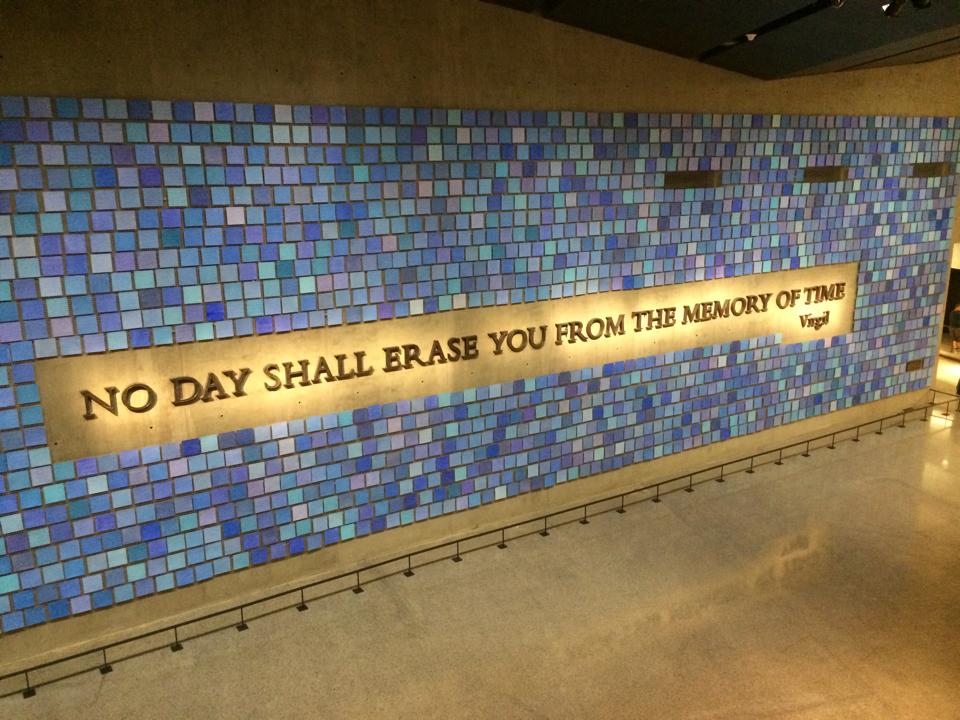 NO DAY SHALL ERASE YOU FROM THE MEMORY OF TIME
Virgil